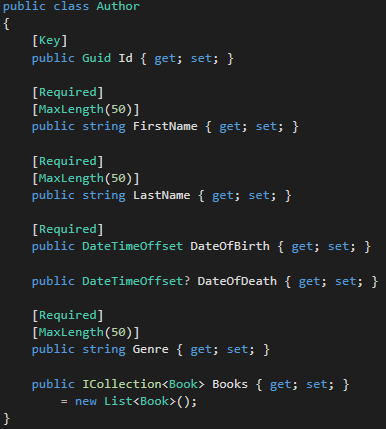 public class Author
{
    [Key]
    public Guid Id { get; set; }

    [Required]
    [MaxLength(50)]
    public string FirstName { get; set; }

    [Required]
    [MaxLength(50)]
    public string LastName { get; set; }

    [Required]
    public DateTimeOffset DateOfBirth { get; set; }

    public DateTimeOffset? DateOfDeath { get; set; }

    [Required]
    [MaxLength(50)]
    public string Genre { get; set; }

    public ICollection<Book> Books { get; set; }
        = new List<Book>();
}